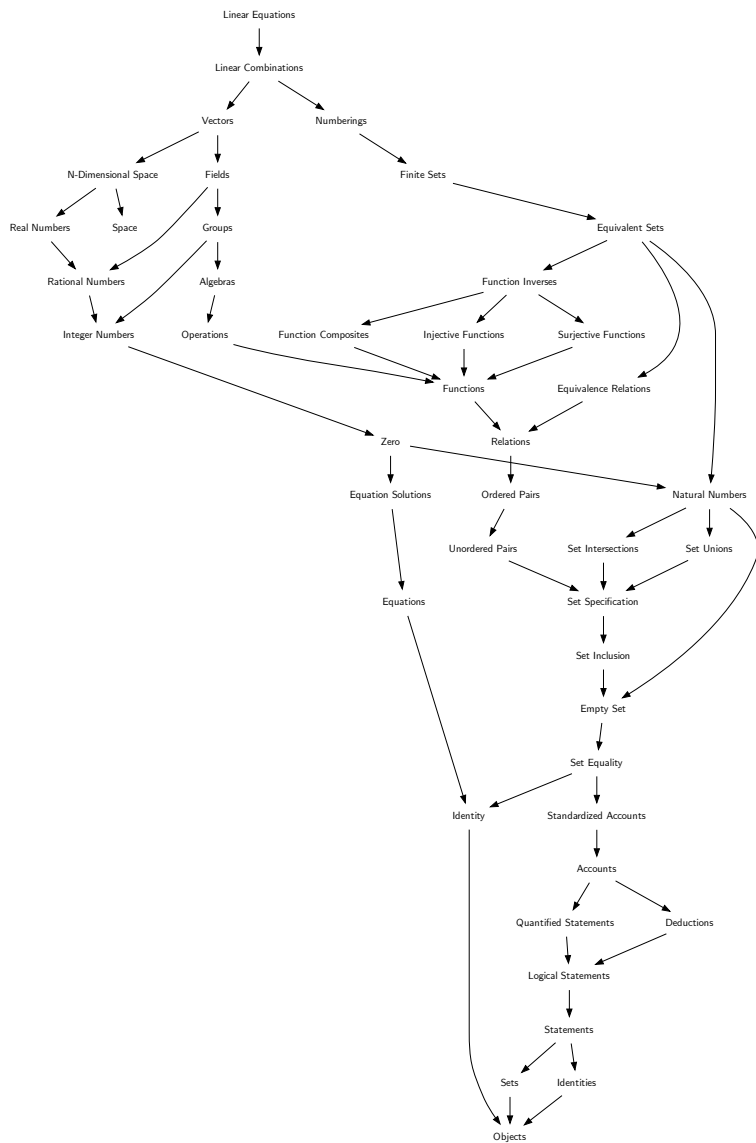 Linear Equations
Linear Combinations
Vectors
Numberings
N-Dimensional Space
Fields
Finite Sets
Real Numbers
Space
Groups
Equivalent Sets
Rational Numbers
Algebras
Function Inverses
Integer Numbers
Operations
Function Composites
Injective Functions
Surjective Functions
Functions
Equivalence Relations
Zero
Relations
Equation Solutions
Ordered Pairs
Natural Numbers
Unordered Pairs
Set Intersections
Set Unions
Equations
Set Specification
Set Inclusion
Empty Set
Set Equality
Identity
Standardized Accounts
Accounts
Quantified Statements
Deductions
Logical Statements
Statements
Sets
Identities
Objects